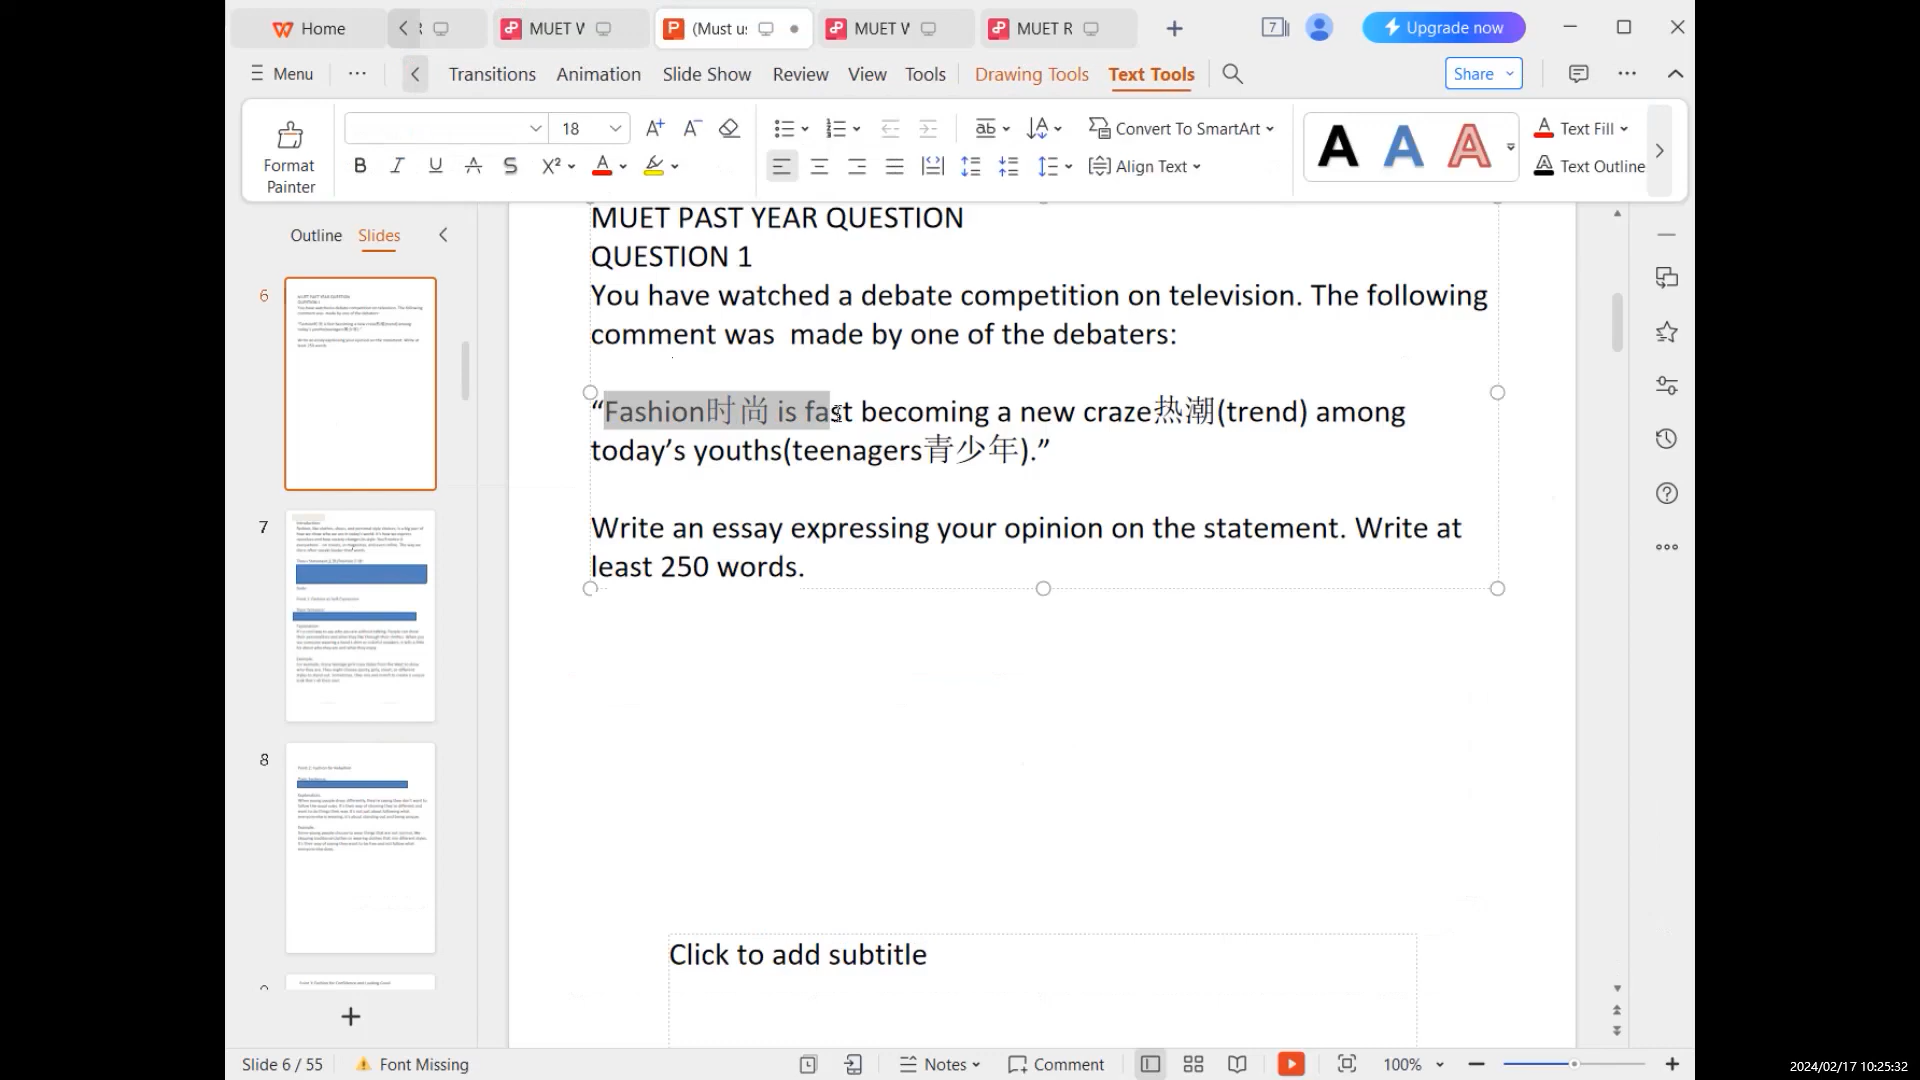 Home
MUET W
(Must u
MUET W
MUET R
7
Upgrade now
Menu
Transitions
Animation
Slide Show
Review
View
Tools
Drawing Tools
Text Tools
Share
Format
Painter
18
Convert To SmartArt
Align Text
Text Fill
Text Outline
Outline
Slides
6
7
8
MUET PAST YEAR QUESTION
QUESTION 1
You have watched a debate competition on television. The following
comment was  made by one of the debaters:
“Fashion时尚 is fast becoming a new craze热潮(trend) among
today’s youths(teenagers青少年).”
Write an essay expressing your opinion on the statement. Write at
least 250 words.
Click to add subtitle
Slide 6 / 55
Font Missing
Notes
Comment
100%
2024/02/17 10:25:32